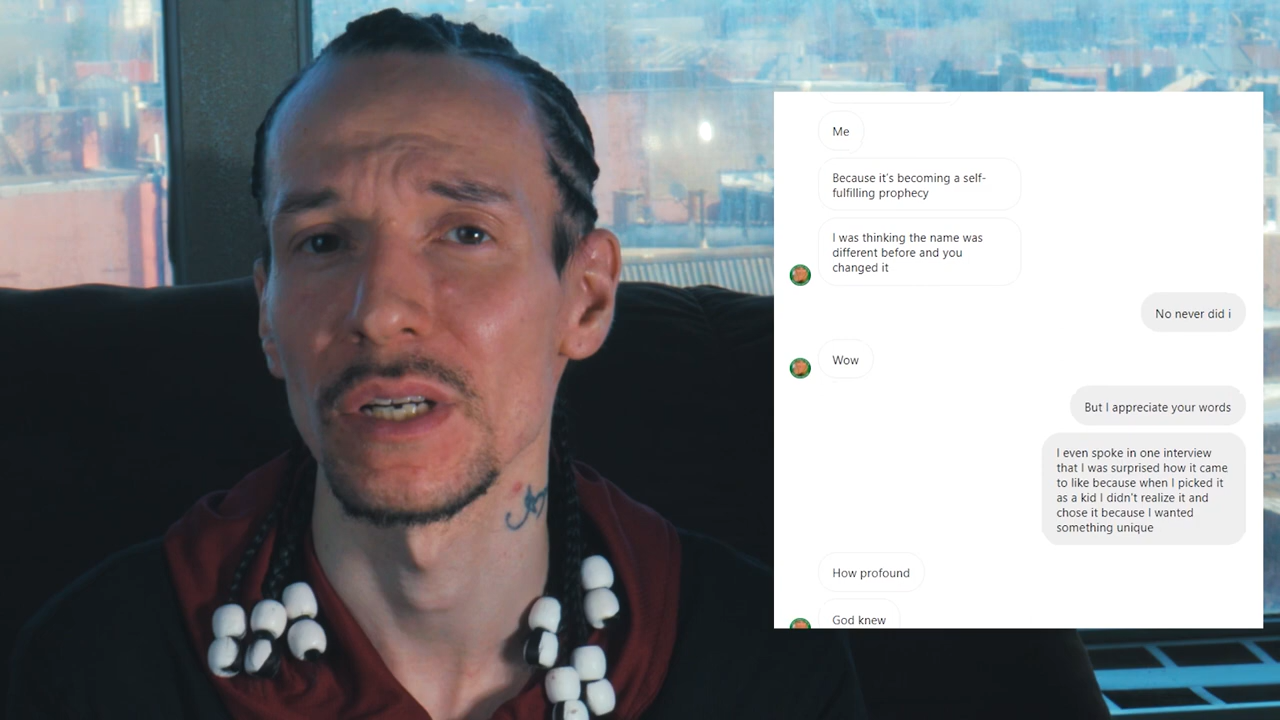 Me
Because it's becoming a self-
fulfilling prophecy
I was thinking the name was
different before and you
changed it
No never did i
Wow
But I appreciate your words
I even spoke in one interview
that I was surprised how it came
to like because when I picked it
as a kid I didn't realize it and
chose it because I wanted
something unique
How profound
God knew